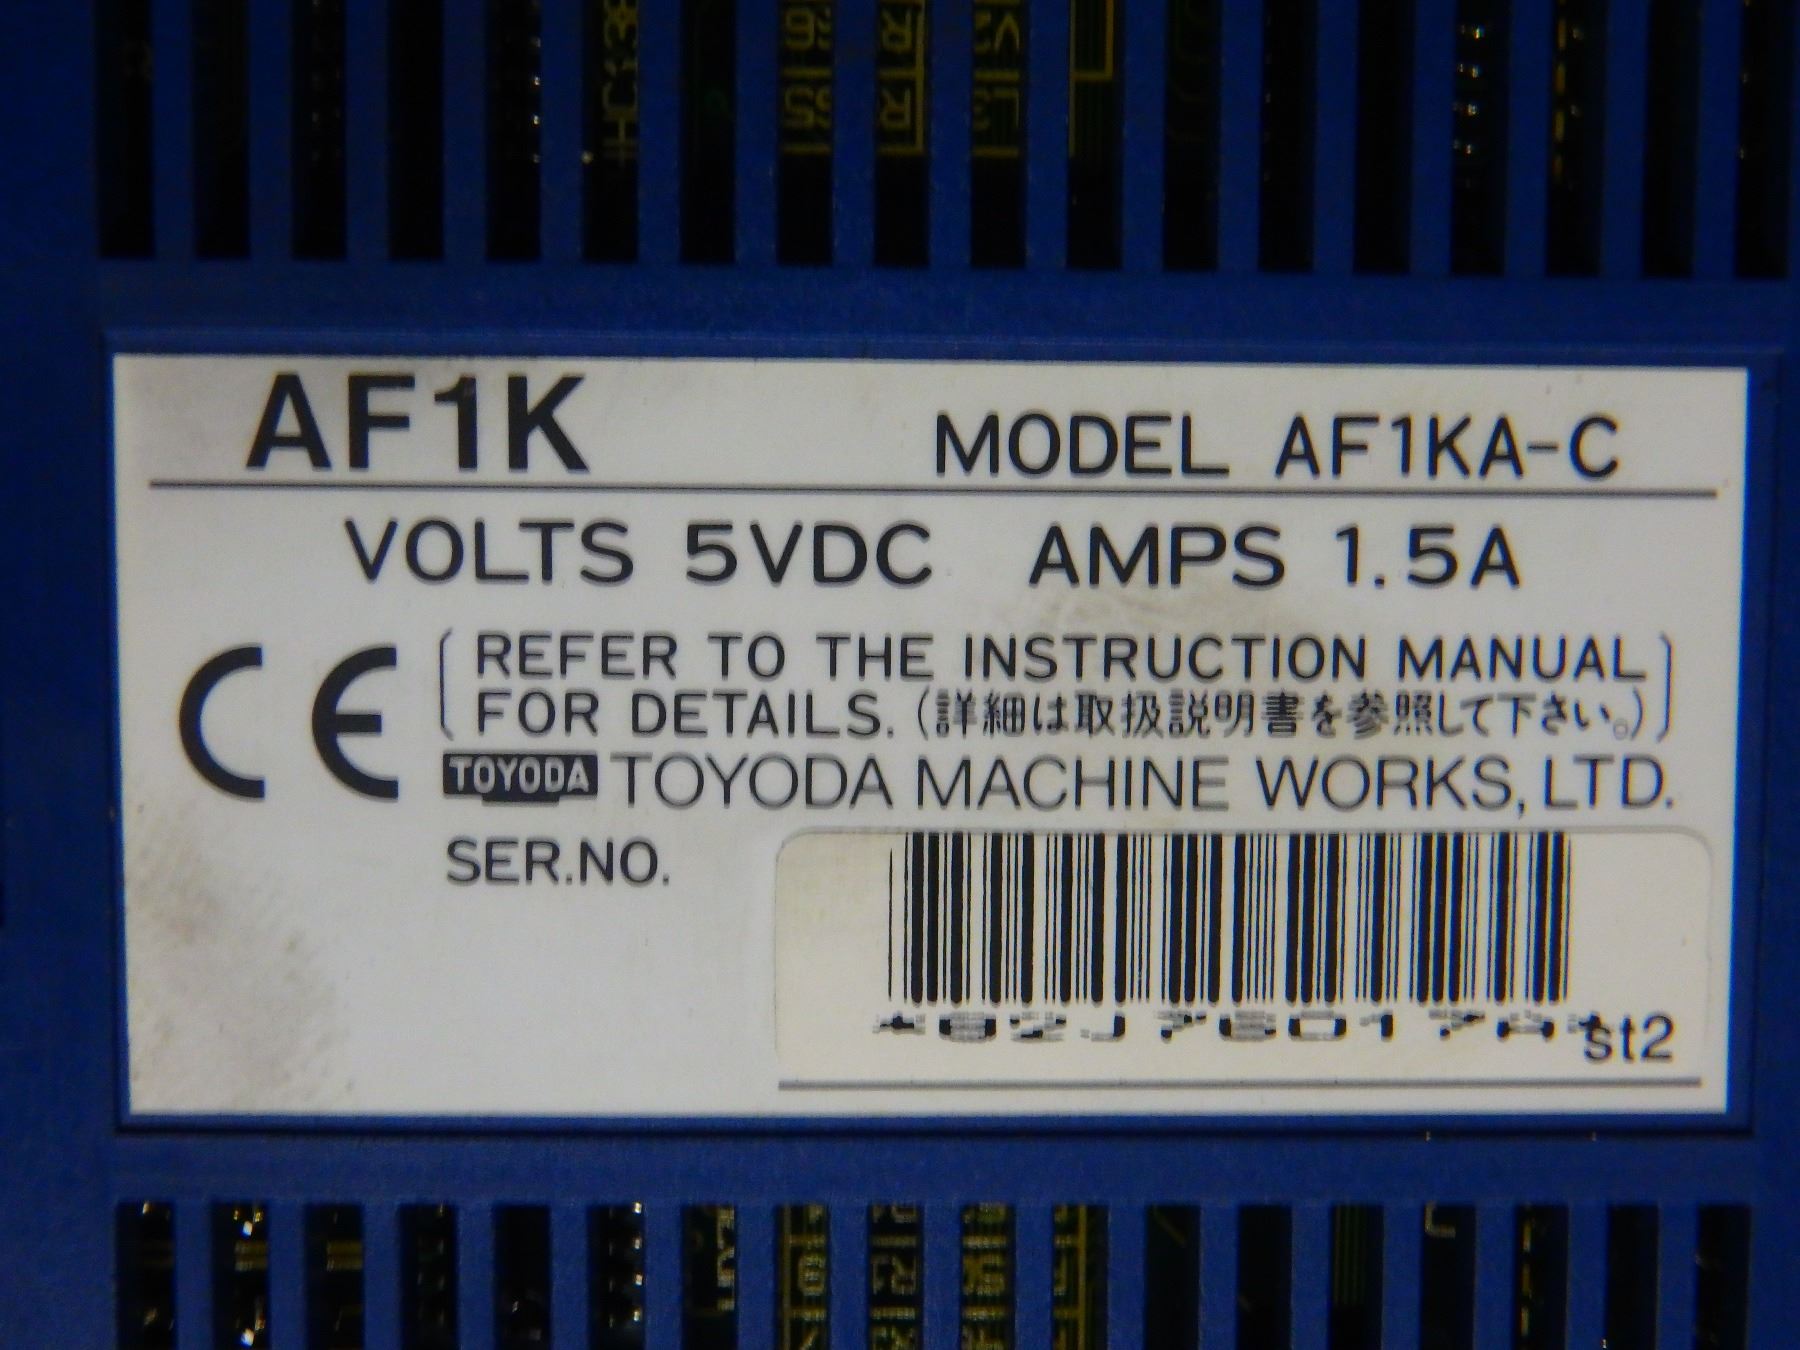 AF1K MODEL AF1KA-C
VOLTS 5VDC AMPS 1.5A
CE
REFER TO THE INSTRUCTION MANUAL
FOR DETAILS. (詳細は取扱説明書を参照して下さい。)
TOYODA TOYODA MACHINE WORKS, LTD.
SER.NO.
st2